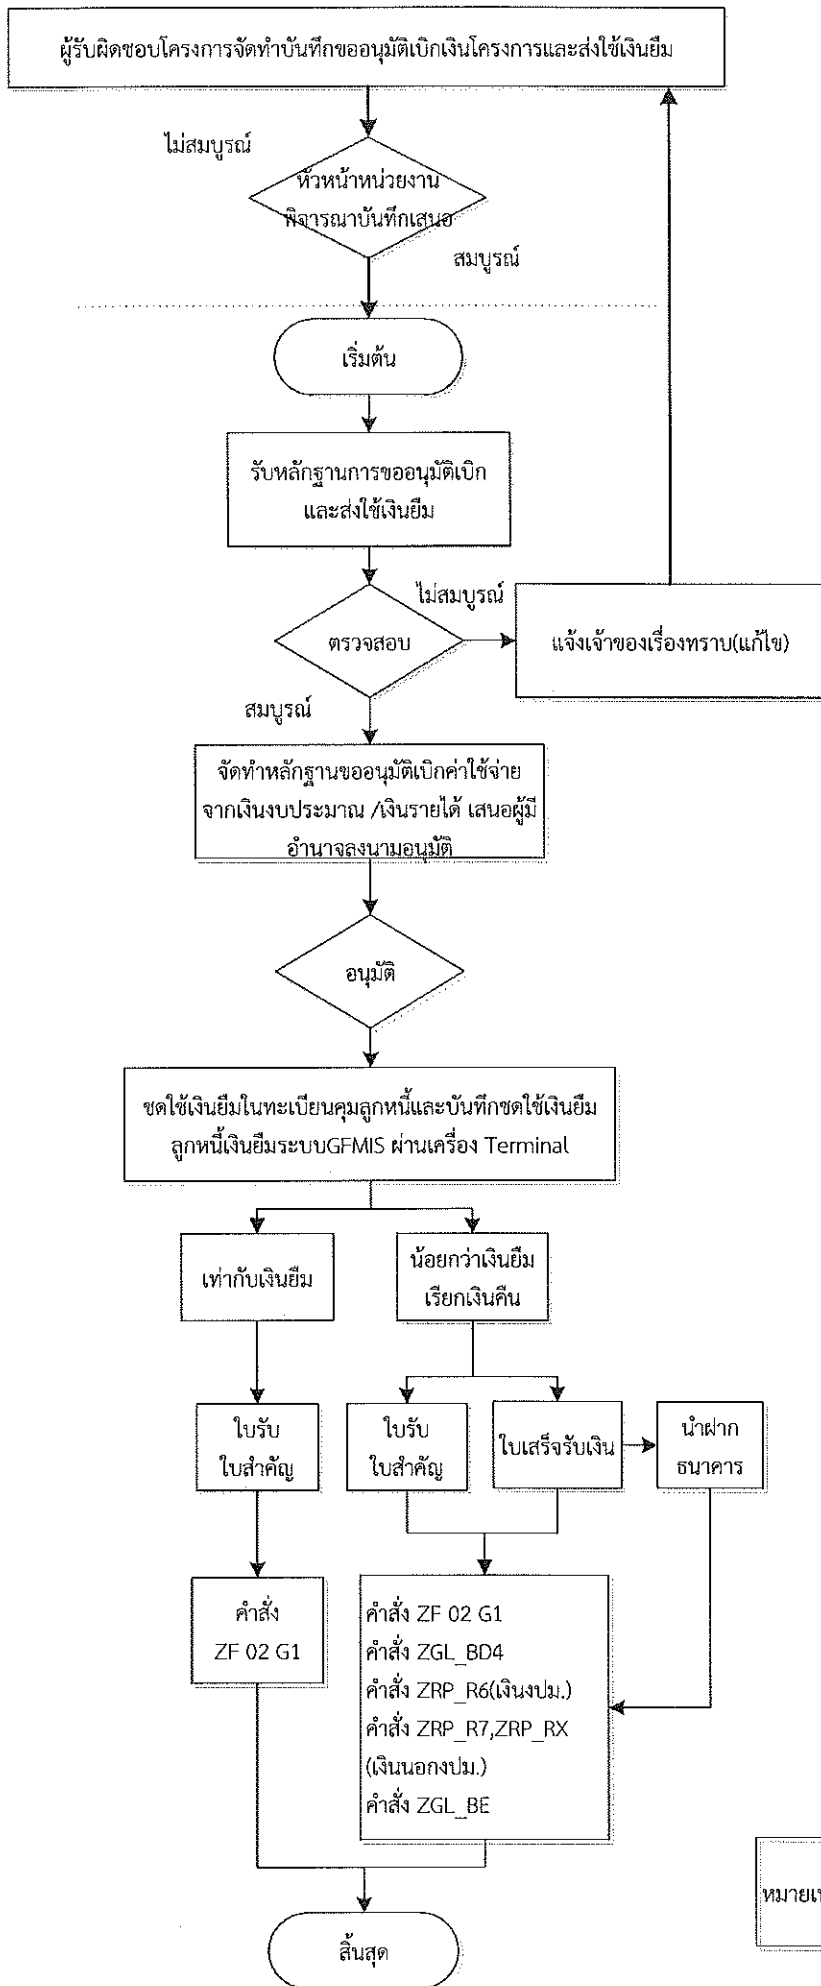 ผู้รับผิดชอบโครงการจัดทำบันทึกขออนุมัติเบิกเงินโครงการและส่งใช้เงินยืม
ไม่สมบูรณ์
หัวหน้าหน่วยงาน
พิจารณาบันทึกเสนอ
สมบูรณ์
เริ่มต้น
รับหลักฐานการขออนุมัติเบิก
และส่งใช้เงินยืม
ไม่สมบูรณ์
ตรวจสอบ
แจ้งเจ้าของเรื่องทราบ(แก้ไข)
สมบูรณ์
จัดทำหลักฐานขออนุมัติเบิกค่าใช้จ่าย
จากเงินงบประมาณ /เงินรายได้ เสนอผู้มี
อำนาจลงนามอนุมัติ
อนุมัติ
ชดใช้เงินยืมในทะเบียนคุมลูกหนี้และบันทึกชดใช้เงินยืม
ลูกหนี้เงินยืมระบบGFMIS ผ่านเครื่อง Terminal
เท่ากับเงินยืม
น้อยกว่าเงินยืม
เรียกเงินคืน
ใบรับ
ใบสำคัญ
ใบรับ
ใบสำคัญ
ใบเสร็จรับเงิน
นำฝาก
ธนาคาร
คำสั่ง
ZF 02 G1
คำสั่ง ZF 02 G1
คำสั่ง ZGL_BD4
คำสั่ง ZRP_R6(เงินงปม.)
คำสั่ง ZRP_R7,ZRP_RX
(เงินนอกงปม.)
คำสั่ง ZGL_BE
สิ้นสุด